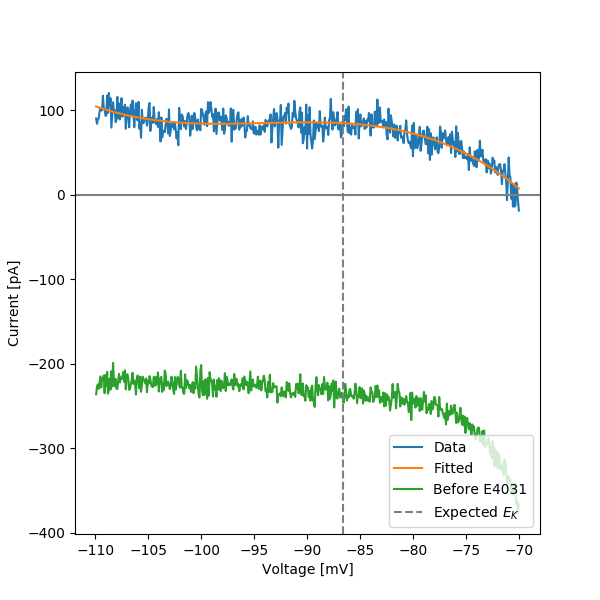 100
0
−100
−200
−300
−400
Current [pA]
−110 −105 −100 −95 −90 −85 −80 −75 −70
Voltage [mV]
Data
Fitted
Before E4031
Expected E_K